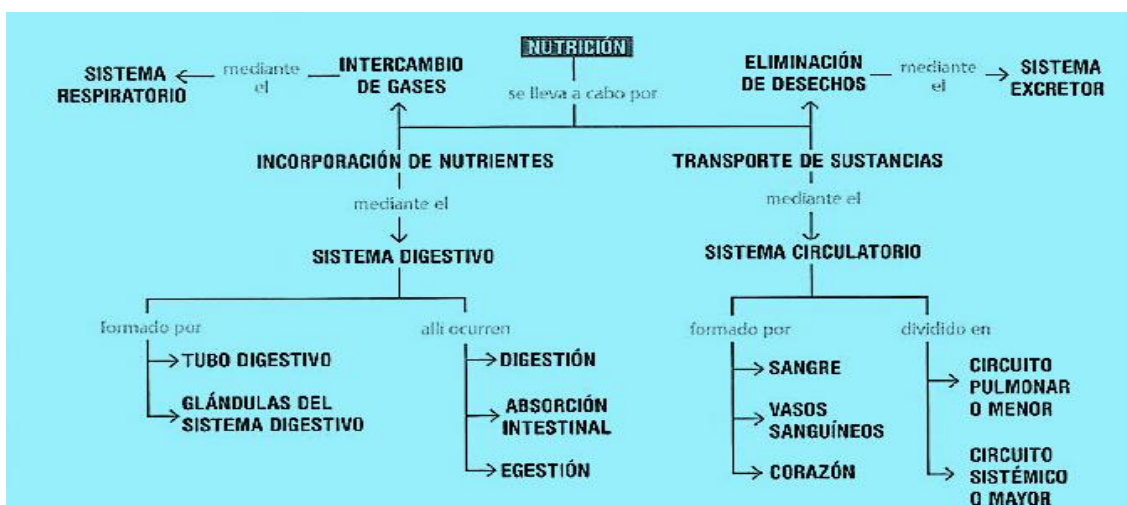 NUTRICIÓN
se lleva a cabo por
INTERCAMBIO
DE GASES
mediante
el
SISTEMA
RESPIRATORIO
ELIMINACIÓN
DE DESECHOS
mediante
el
SISTEMA
EXCRETOR
INCORPORACIÓN DE NUTRIENTES
mediante el
SISTEMA DIGESTIVO
formado por
TUBO DIGESTIVO
GLÁNDULAS DEL
SISTEMA DIGESTIVO
allí ocurren
DIGESTIÓN
ABSORCIÓN
INTESTINAL
EGESTIÓN
TRANSPORTE DE SUSTANCIAS
mediante el
SISTEMA CIRCULATORIO
formado por
SANGRE
VASOS
SANGUÍNEOS
CORAZÓN
dividido en
CIRCUITO
PULMONAR
O MENOR
CIRCUITO
SISTÉMICO
O MAYOR